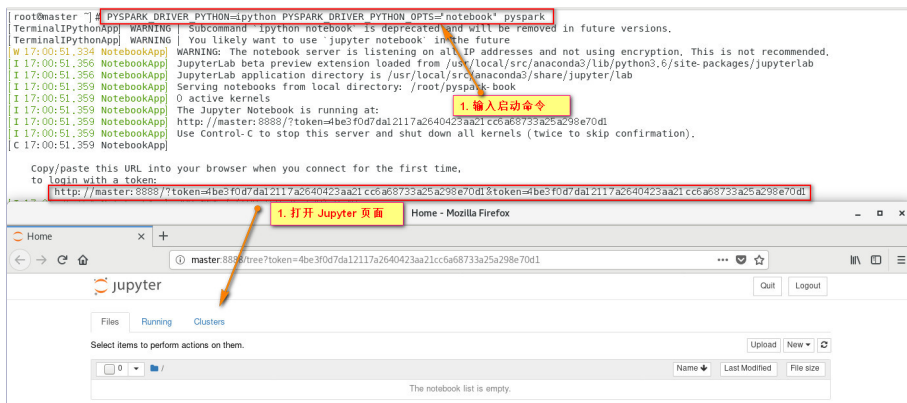 [root@master ~]# PYSPARK_DRIVER_PYTHON=ipython PYSPARK_DRIVER_PYTHON_OPTS="notebook" pyspark
[TerminalIPythonApp] WARNING | Subcommand `ipython notebook` is deprecated and will be removed in future versions.
[TerminalIPythonApp] WARNING | You likely want to use `jupyter notebook` in the future
[W 17:00:51.334 NotebookApp] WARNING: The notebook server is listening on all IP addresses and not using encryption. This is not recommended.
[I 17:00:51.356 NotebookApp] JupyterLab beta preview extension loaded from /usr/local/src/anaconda3/lib/python3.6/site-packages/jupyterlab
[I 17:00:51.356 NotebookApp] JupyterLab application directory is /usr/local/src/anaconda3/share/jupyter/lab
[I 17:00:51.359 NotebookApp] Serving notebooks from local directory: /root/pyspark-book
[I 17:00:51.359 NotebookApp] 0 active kernels
[I 17:00:51.359 NotebookApp] The Jupyter Notebook is running at:
[I 17:00:51.359 NotebookApp] http://master:8888/?token=4be3f0d7da12117a2640423aa21cc6a68733a25a298e70d1
[I 17:00:51.359 NotebookApp] Use Control-C to stop this server and shut down all kernels (twice to skip confirmation).
[C 17:00:51.359 NotebookApp]
1. 输入启动命令
Copy/paste this URL into your browser when you connect for the first time,
to login with a token:
http://master:8888/?token=4be3f0d7da12117a2640423aa21cc6a68733a25a298e70d1&token=4be3f0d7da12117a2640423aa21cc6a68733a25a298e70d1
1. 打开 Jupyter 页面
Home - Mozilla Firefox
Home
master:8888/tree?token=4be3f0d7da12117a2640423aa21cc6a68733a25a298e70d1
jupyter
Quit Logout
Files Running Clusters
Select items to perform actions on them.
Upload New
0 /
Name Last Modified File size
The notebook list is empty.